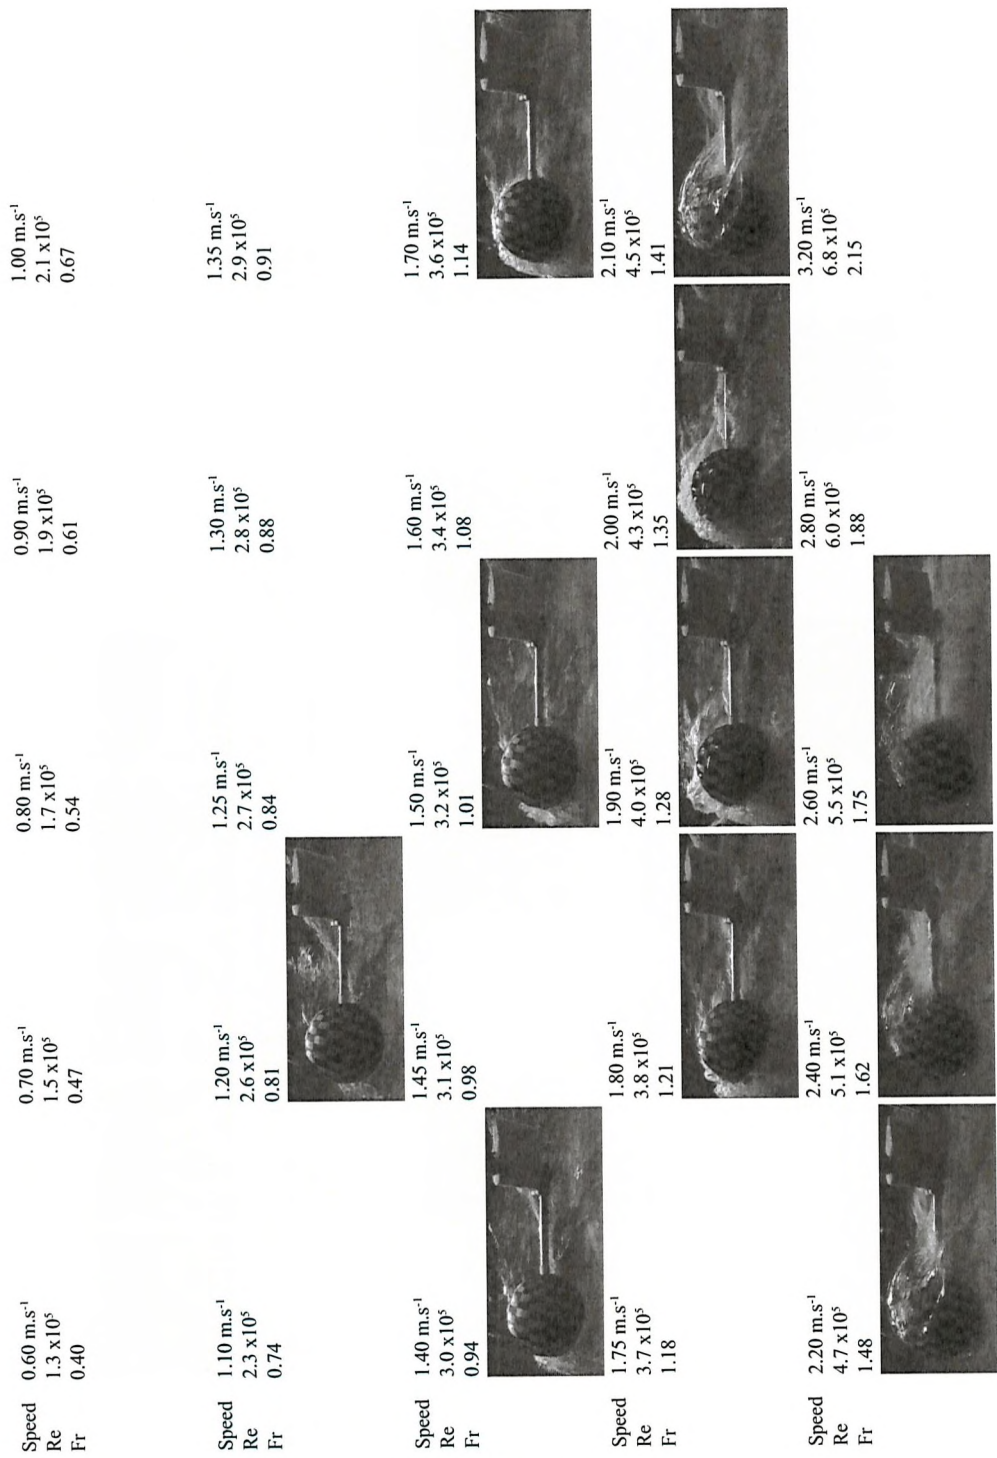 Speed 0.60 m.s⁻¹ 0.70 m.s⁻¹ 0.80 m.s⁻¹ 0.90 m.s⁻¹ 1.00 m.s⁻¹
Re 1.3 x10⁵ 1.5 x10⁵ 1.7 x10⁵ 1.9 x10⁵ 2.1 x10⁵
Fr 0.40 0.47 0.54 0.61 0.67
Speed 1.10 m.s⁻¹ 1.20 m.s⁻¹ 1.25 m.s⁻¹ 1.30 m.s⁻¹ 1.35 m.s⁻¹
Re 2.3 x10⁵ 2.6 x10⁵ 2.7 x10⁵ 2.8 x10⁵ 2.9 x10⁵
Fr 0.74 0.81 0.84 0.88 0.91
Speed 1.40 m.s⁻¹ 1.45 m.s⁻¹ 1.50 m.s⁻¹ 1.60 m.s⁻¹ 1.70 m.s⁻¹
Re 3.0 x10⁵ 3.1 x10⁵ 3.2 x10⁵ 3.4 x10⁵ 3.6 x10⁵
Fr 0.94 0.98 1.01 1.08 1.14
Speed 1.75 m.s⁻¹ 1.80 m.s⁻¹ 1.90 m.s⁻¹ 2.00 m.s⁻¹ 2.10 m.s⁻¹
Re 3.7 x10⁵ 3.8 x10⁵ 4.0 x10⁵ 4.3 x10⁵ 4.5 x10⁵
Fr 1.18 1.21 1.28 1.35 1.41
Speed 2.20 m.s⁻¹ 2.40 m.s⁻¹ 2.60 m.s⁻¹ 2.80 m.s⁻¹ 3.20 m.s⁻¹
Re 4.7 x10⁵ 5.1 x10⁵ 5.5 x10⁵ 6.0 x10⁵ 6.8 x10⁵
Fr 1.48 1.62 1.75 1.88 2.15